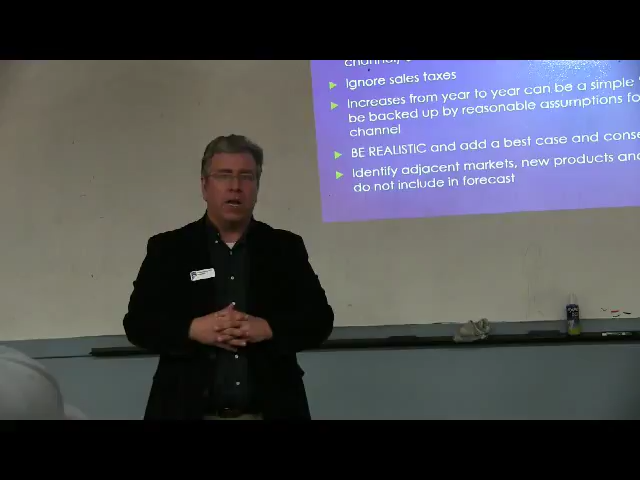 Ignore sales taxes
Increases from year to year can be a simple
be backed up by reasonable assumptions fo
channel
BE REALISTIC and add a best case and conse
Identify adjacent markets, new products and
do not include in forecast